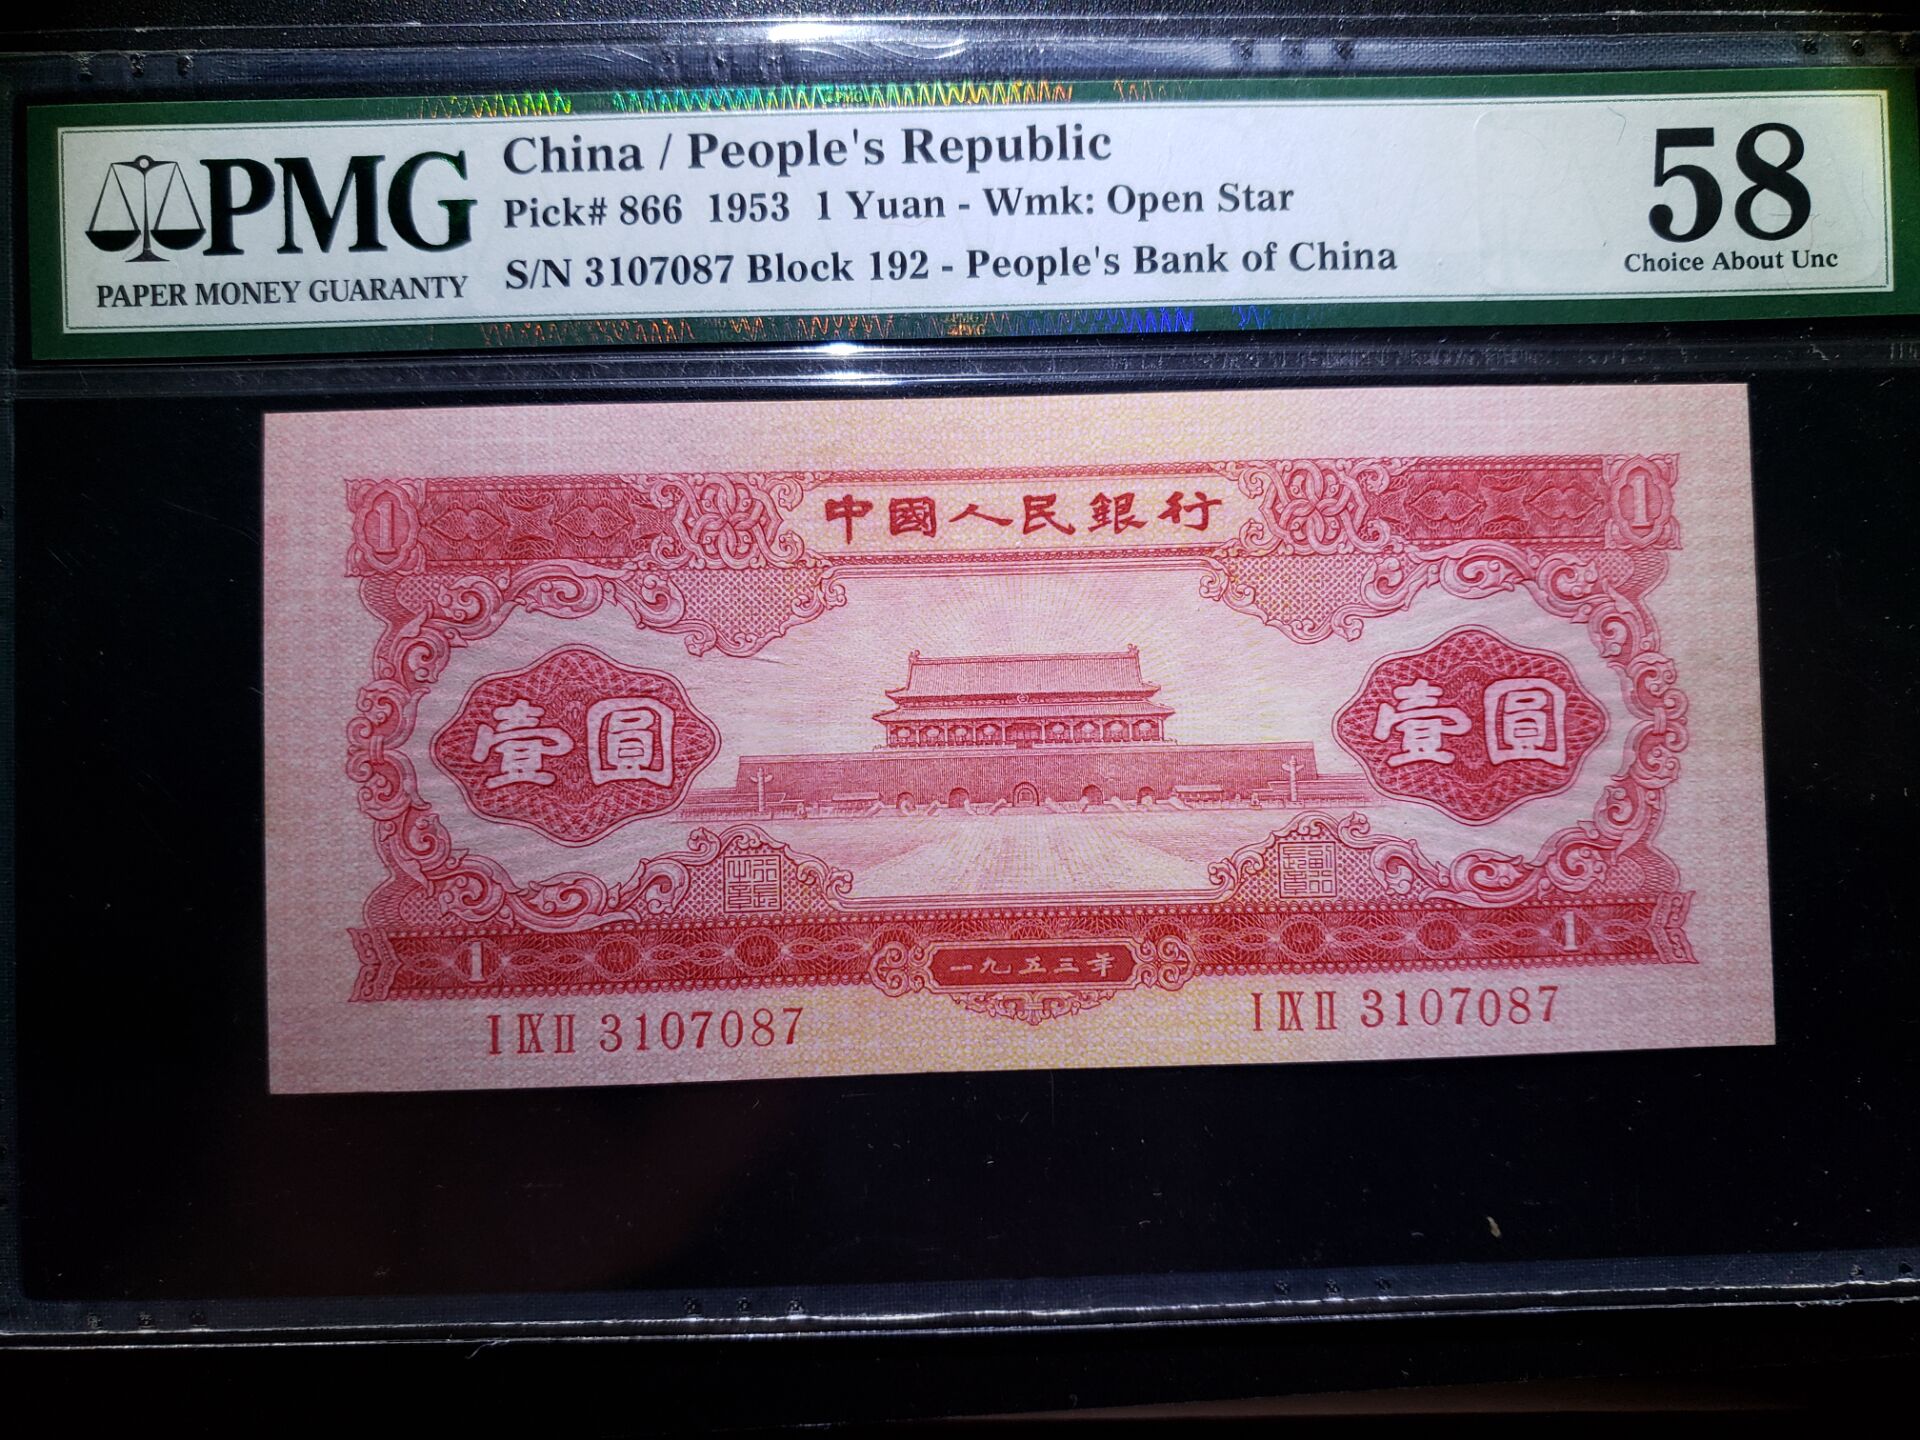 PMG
PAPER MONEY GUARANTY
China / People's Republic
Pick# 866 1953 1 Yuan - Wmk: Open Star
S/N 3107087 Block 192 - People's Bank of China
58
Choice About Unc
1 中國人民銀行 1
壹圓 壹圓
1 一九五三年 1
I IX II 3107087 I IX II 3107087